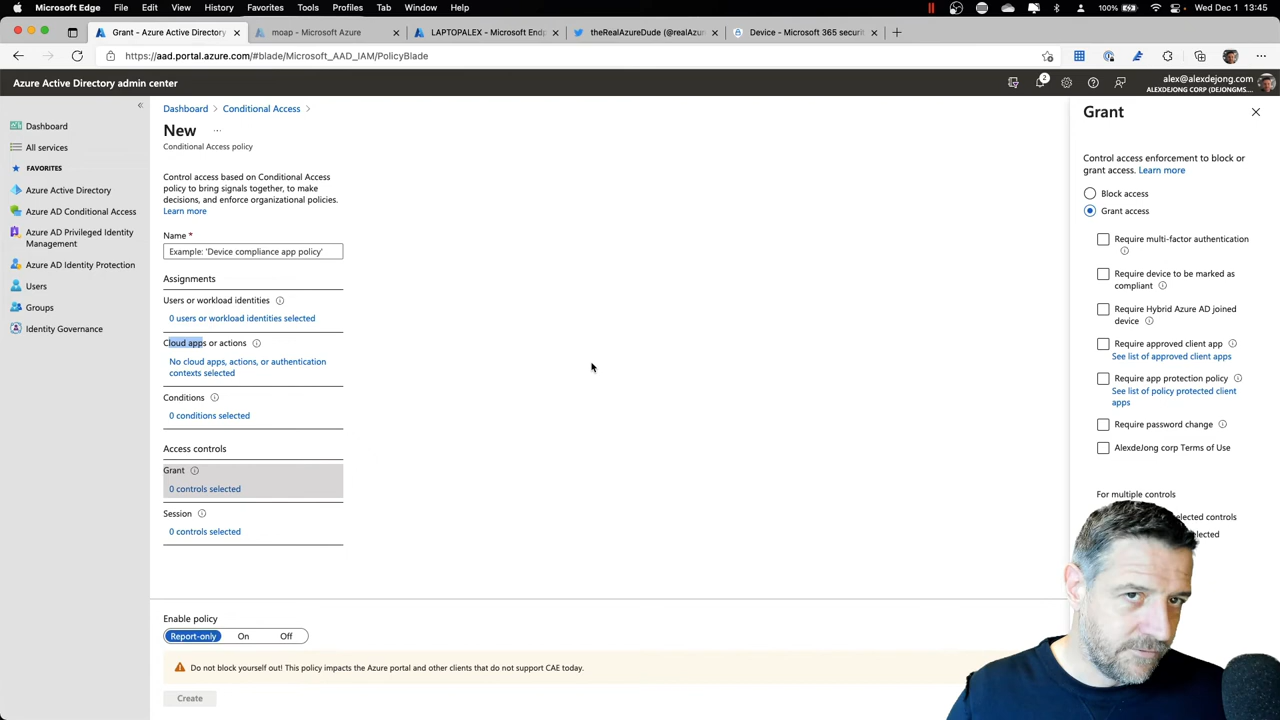 Microsoft Edge File Edit View History Favorites Tools Profiles Tab Window Help 100% Wed Dec 1 13:45
Grant - Azure Active Directory
moap - Microsoft Azure
LAPTOPALEX - Microsoft Endp
theRealAzureDude (@realAzur
Device - Microsoft 365 securit
https://aad.portal.azure.com/#blade/Microsoft_AAD_IAM/PolicyBlade
Azure Active Directory admin center
2
alex@alexdejong.com
ALEXDEJONG CORP (DEJONGMS....
Dashboard
All services
FAVORITES
Azure Active Directory
Azure AD Conditional Access
Azure AD Privileged Identity
Management
Azure AD Identity Protection
Users
Groups
Identity Governance
Dashboard > Conditional Access >
New ...
Conditional Access policy
Control access based on Conditional Access
policy to bring signals together, to make
decisions, and enforce organizational policies.
Learn more
Name *
Example: 'Device compliance app policy'
Assignments
Users or workload identities
0 users or workload identities selected
Cloud apps or actions
No cloud apps, actions, or authentication
contexts selected
Conditions
0 conditions selected
Access controls
Grant
0 controls selected
Session
0 controls selected
Enable policy
Report-only On Off
Do not block yourself out! This policy impacts the Azure portal and other clients that do not support CAE today.
Create
Grant
Control access enforcement to block or
grant access. Learn more
Block access
Grant access
Require multi-factor authentication
Require device to be marked as
compliant
Require Hybrid Azure AD joined
device
Require approved client app
See list of approved client apps
Require app protection policy
See list of policy protected client
apps
Require password change
AlexdeJong corp Terms of Use
For multiple controls
selected controls
selected